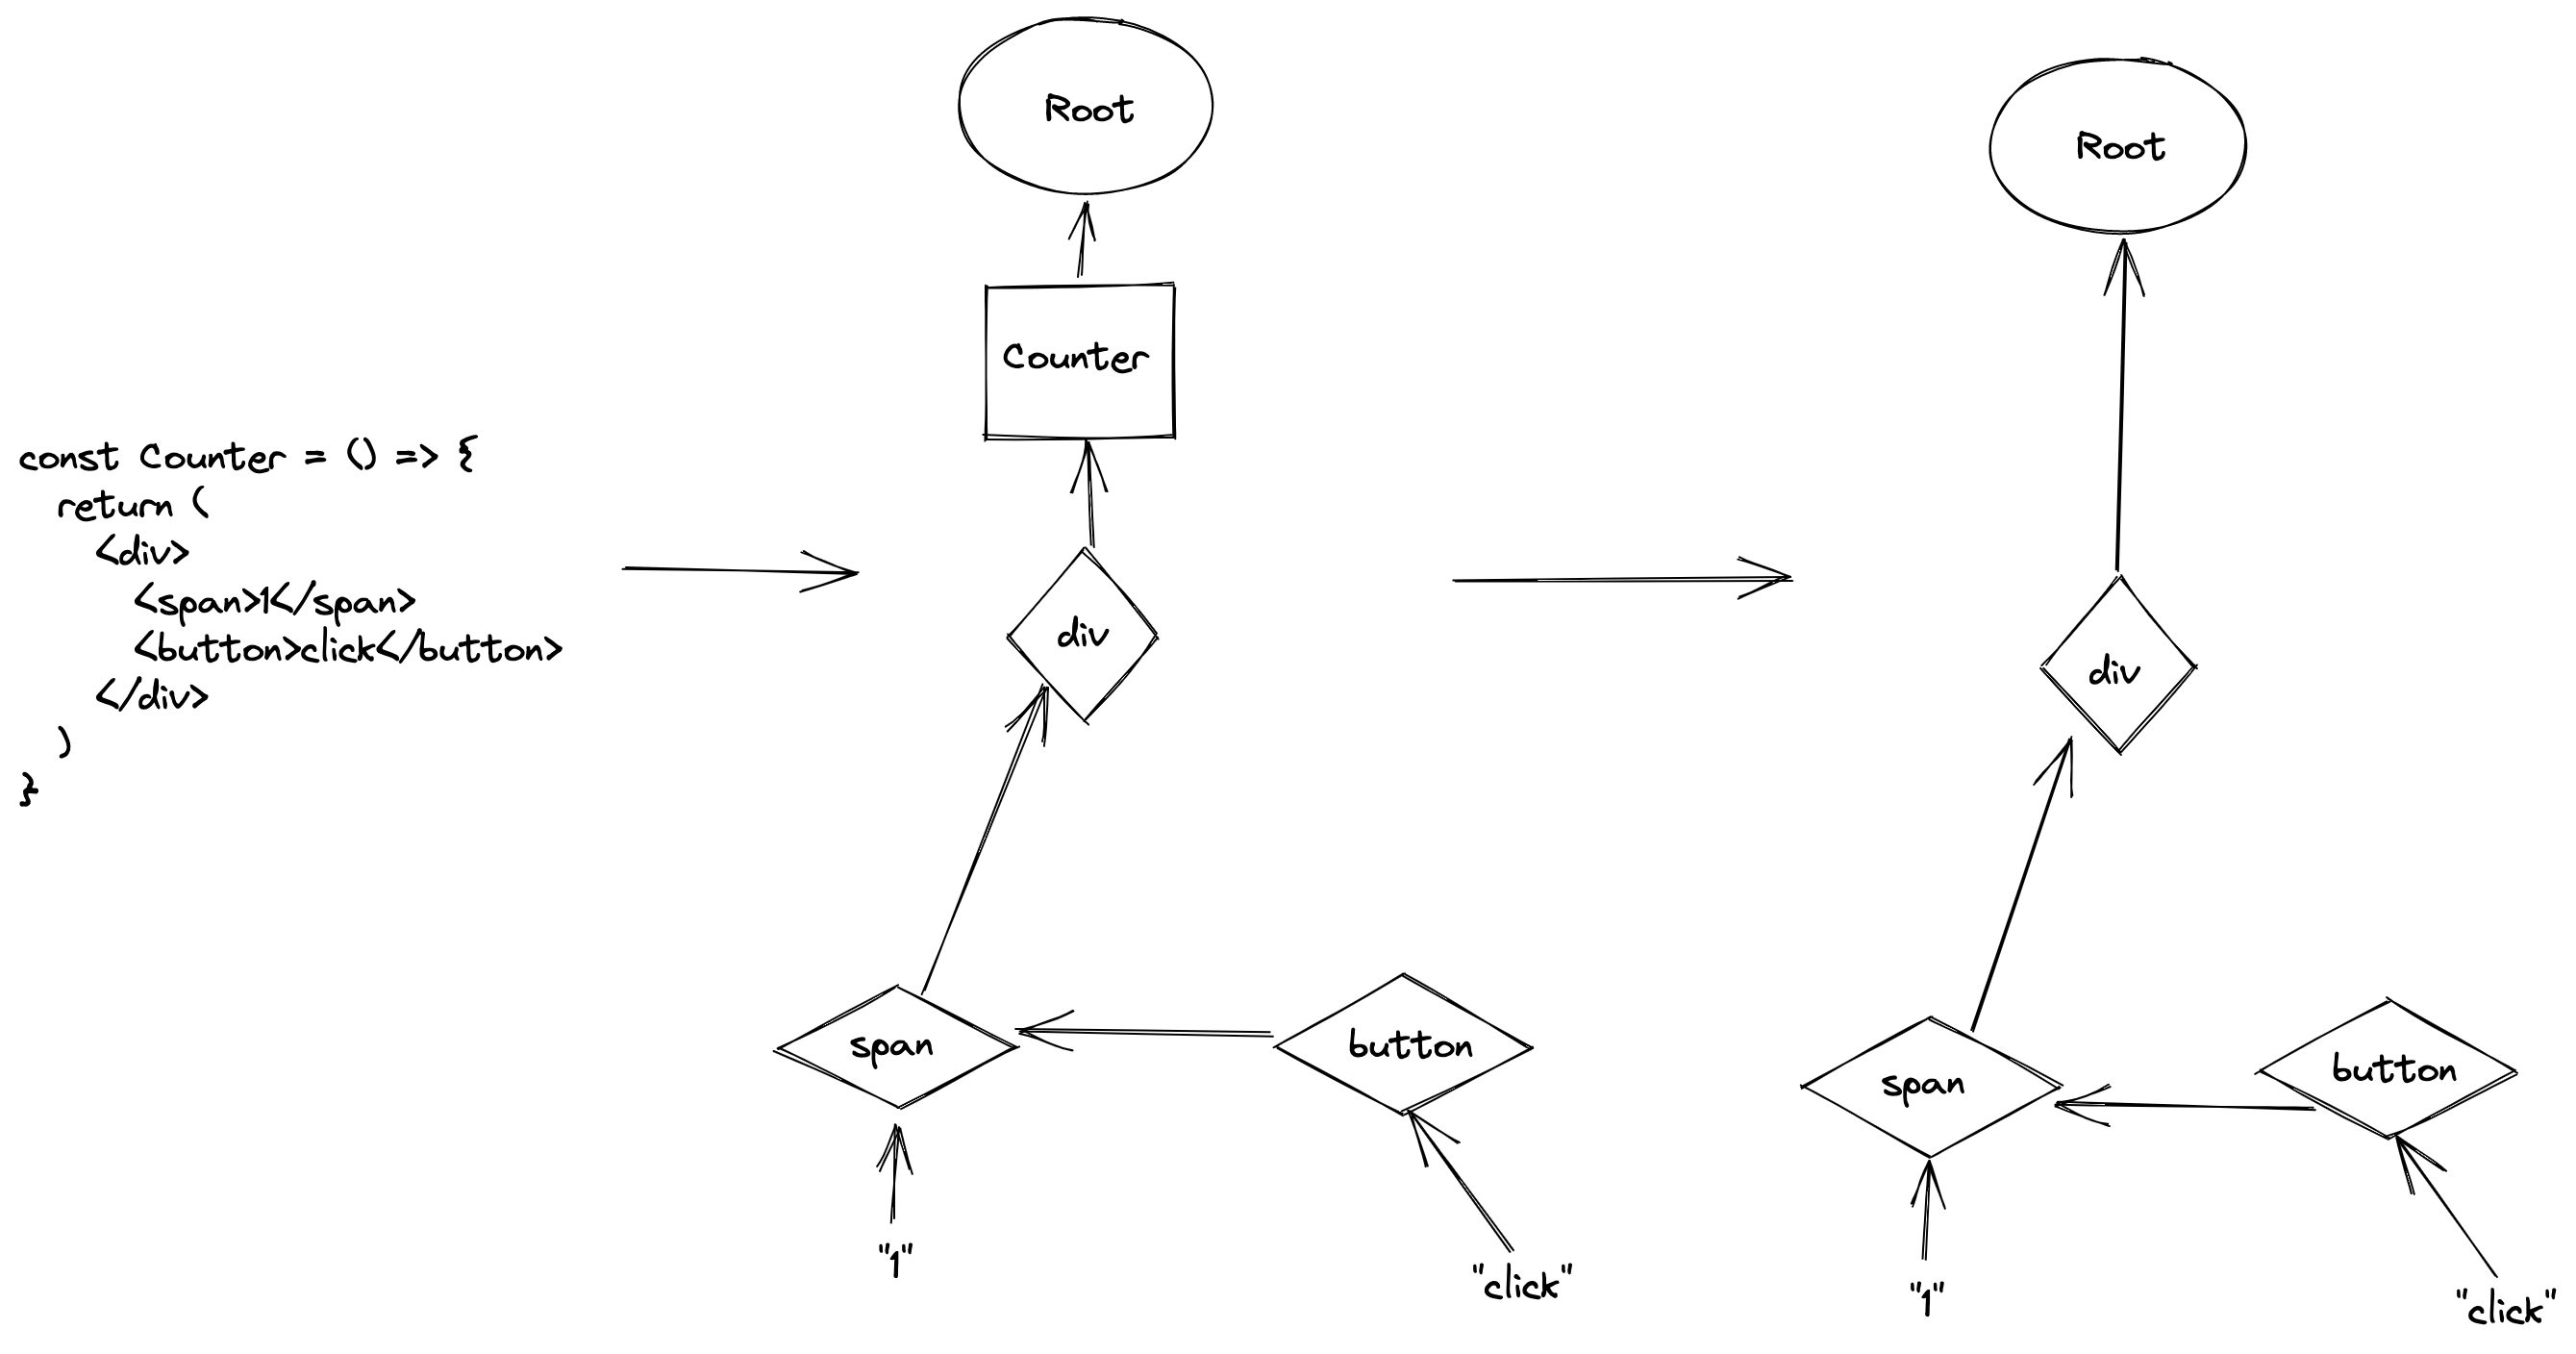 const Counter = () => {
return (
<div>
<span>1</span>
<button>click</button>
</div>
)
}
Root
Counter
div
span
button
"1"
"click"
Root
div
span
button
"1"
"click"